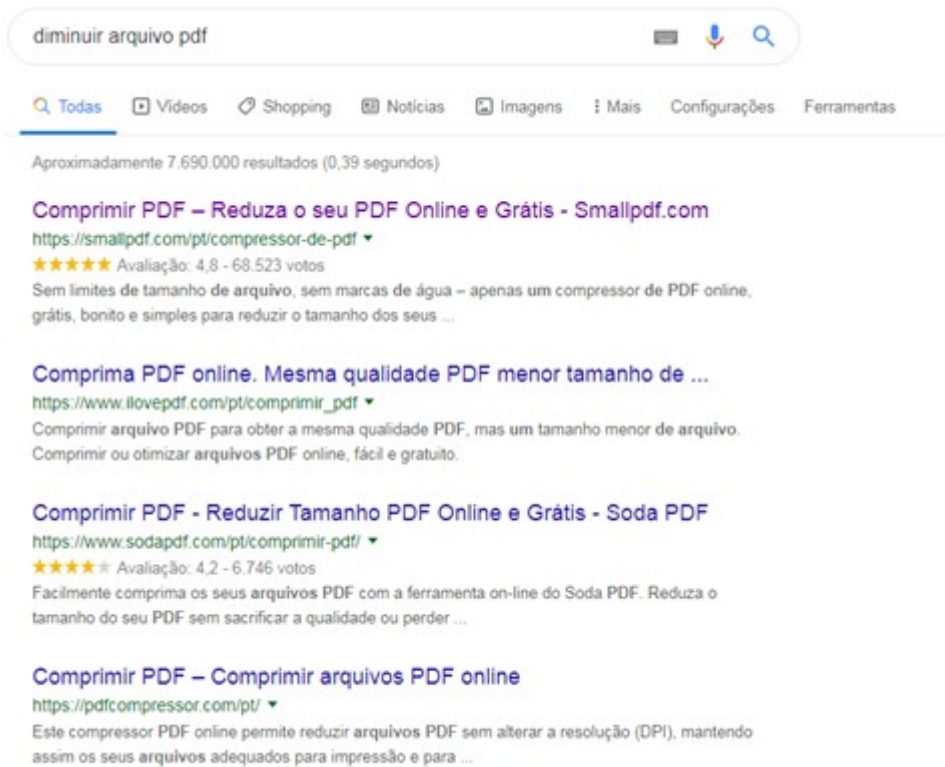 diminuir arquivo pdf
Todas Vídeos Shopping Notícias Imagens Mais Configurações Ferramentas
Aproximadamente 7.690.000 resultados (0,39 segundos)
Comprimir PDF – Reduza o seu PDF Online e Grátis - Smallpdf.com
https://smallpdf.com/pt/compressor-de-pdf
Avaliação: 4,8 - 68.523 votos
Sem limites de tamanho de arquivo, sem marcas de água – apenas um compressor de PDF online,
grátis, bonito e simples para reduzir o tamanho dos seus ...
Comprima PDF online. Mesma qualidade PDF menor tamanho de ...
https://www.ilovepdf.com/pt/comprimir_pdf
Comprimir arquivo PDF para obter a mesma qualidade PDF, mas um tamanho menor de arquivo.
Comprimir ou otimizar arquivos PDF online, fácil e gratuito.
Comprimir PDF - Reduzir Tamanho PDF Online e Grátis - Soda PDF
https://www.sodapdf.com/pt/comprimir-pdf/
Avaliação: 4,2 - 6.746 votos
Facilmente comprima os seus arquivos PDF com a ferramenta on-line do Soda PDF. Reduza o
tamanho do seu PDF sem sacrificar a qualidade ou perder ...
Comprimir PDF – Comprimir arquivos PDF online
https://pdfcompressor.com/pt/
Este compressor PDF online permite reduzir arquivos PDF sem alterar a resolução (DPI), mantendo
assim os seus arquivos adequados para impressão e para ...